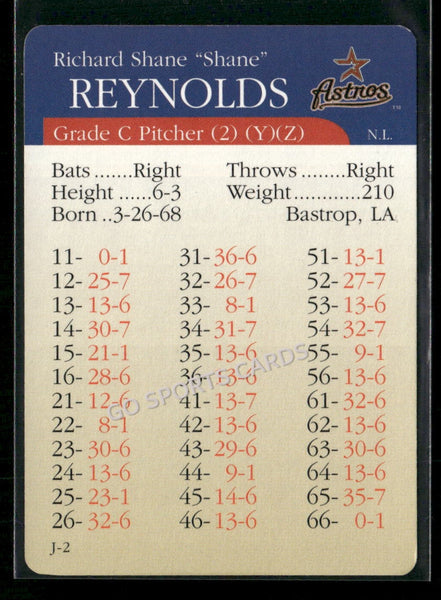 Richard Shane “Shane”
REYNOLDS
Astros
TM
Grade C Pitcher (2) (Y)(Z)
N.L.
Bats .......Right Throws .......Right
Height ......6-3 Weight.............210
Born ..3-26-68 Bastrop, LA
11- 0-1 31-36-6 51-13-1
12-25-7 32-26-7 52-27-7
13-13-6 33- 8-1 53-13-6
14-30-7 34-31-7 54-32-7
15-21-1 35-13-6 55- 9-1
16-28-6 36-13-6 56-13-6
21-12-6 41-13-7 61-32-6
22- 8-1 42-13-6 62-13-6
23-30-6 43-29-6 63-30-6
24-13-6 44- 9-1 64-13-6
25-23-1 45-14-6 65-35-7
26-32-6 46-13-6 66- 0-1
GO SPORTS CARDS
J-2